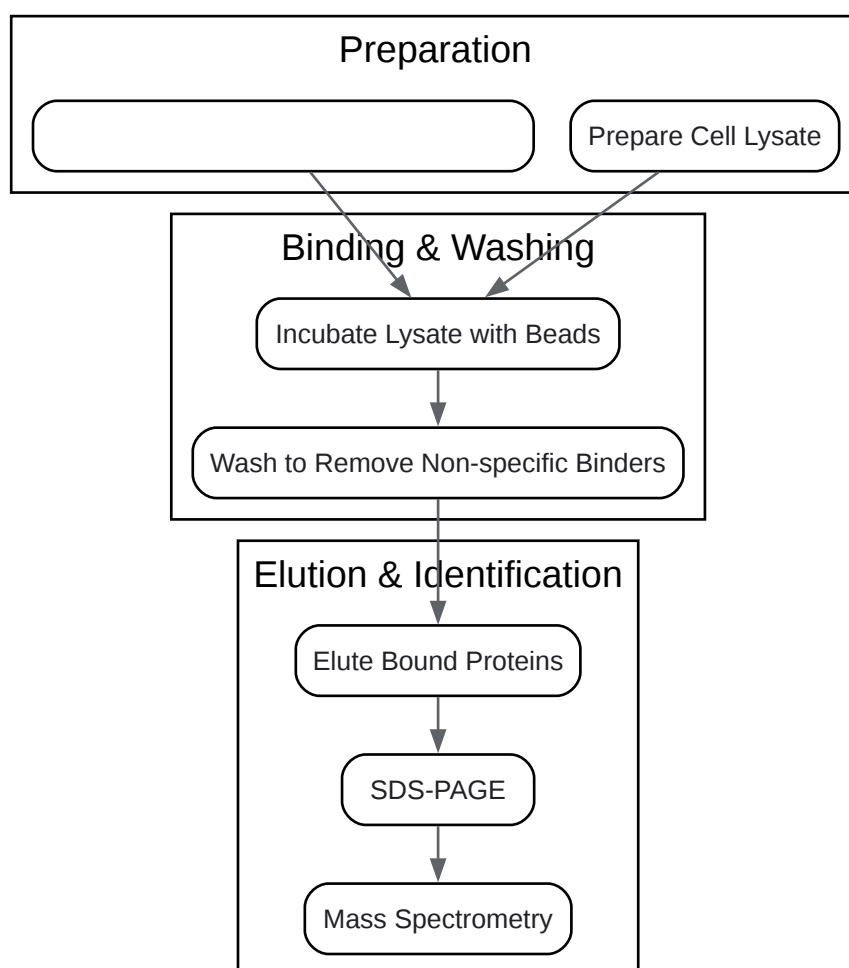 Preparation
Prepare Cell Lysate
Binding & Washing
Incubate Lysate with Beads
Wash to Remove Non-specific Binders
Elution & Identification
Elute Bound Proteins
SDS-PAGE
Mass Spectrometry